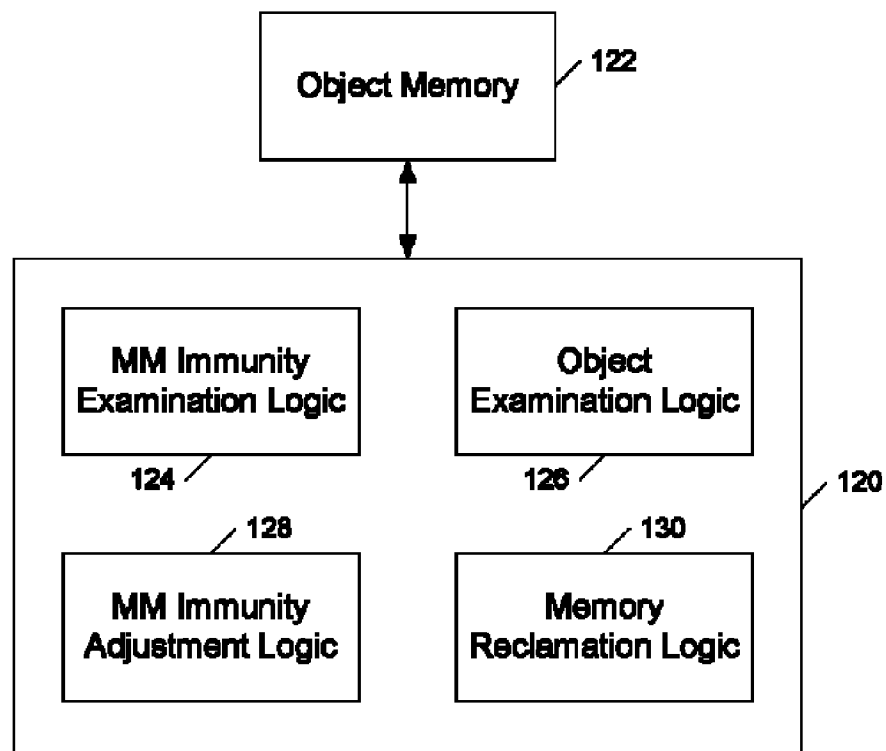 Object Memory
122
MM Immunity
Examination Logic
124
Object
Examination Logic
126
120
128
MM Immunity
Adjustment Logic
130
Memory
Reclamation Logic